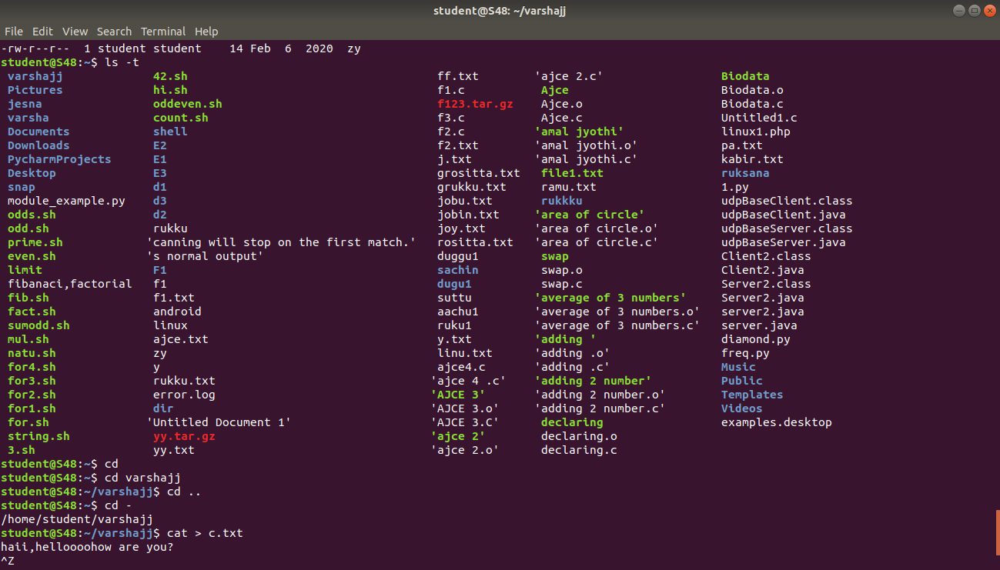 student@S48: ~/varshajj
File Edit View Search Terminal Help
-rw-r--r--  1 student student    14 Feb  6  2020  zy
student@S48:~$ ls -t
varshajj 42.sh ff.txt 'ajce 2.c' Biodata
Pictures hi.sh f1.c Ajce Biodata.o
jesna oddeven.sh f123.tar.gz Ajce.o Biodata.c
varsha count.sh f3.c Ajce.c Untitled1.c
Documents shell f2.c 'amal jyothi' linux1.php
Downloads E2 f2.txt 'amal jyothi.o' pa.txt
PycharmProjects E1 j.txt 'amal jyothi.c' kabir.txt
Desktop E3 grositta.txt file1.txt ruksana
snap d1 grukku.txt ramu.txt 1.py
module_example.py d3 jobu.txt rukkku udpBaseClient.class
odds.sh d2 jobin.txt 'area of circle' udpBaseClient.java
odd.sh rukku joy.txt 'area of circle.o' udpBaseServer.class
prime.sh 'canning will stop on the first match.' rositta.txt 'area of circle.c' udpBaseServer.java
even.sh 's normal output' duggu1 swap Client2.class
limit F1 sachin swap.o Client2.java
fibanaci,factorial f1 dugu1 swap.c Server2.class
fib.sh f1.txt suttu 'average of 3 numbers' Server2.java
fact.sh android aachu1 'average of 3 numbers.o' server2.java
sumodd.sh linux ruku1 'average of 3 numbers.c' server.java
mul.sh ajce.txt y.txt 'adding ' diamond.py
natu.sh zy linu.txt 'adding .o' freq.py
for4.sh y ajce4.c 'adding .c' Music
for3.sh rukku.txt 'ajce 4 .c' 'adding 2 number' Public
for2.sh error.log 'AJCE 3' 'adding 2 number.o' Templates
for1.sh dir 'AJCE 3.o' 'adding 2 number.c' Videos
for.sh 'Untitled Document 1' 'AJCE 3.C' declaring examples.desktop
string.sh yy.tar.gz 'ajce 2' declaring.o
3.sh yy.txt 'ajce 2.o' declaring.c
student@S48:~$ cd
student@S48:~$ cd varshajj
student@S48:~/varshajj$ cd ..
student@S48:~$ cd -
/home/student/varshajj
student@S48:~/varshajj$ cat > c.txt
haii,helloooohow are you?
^Z